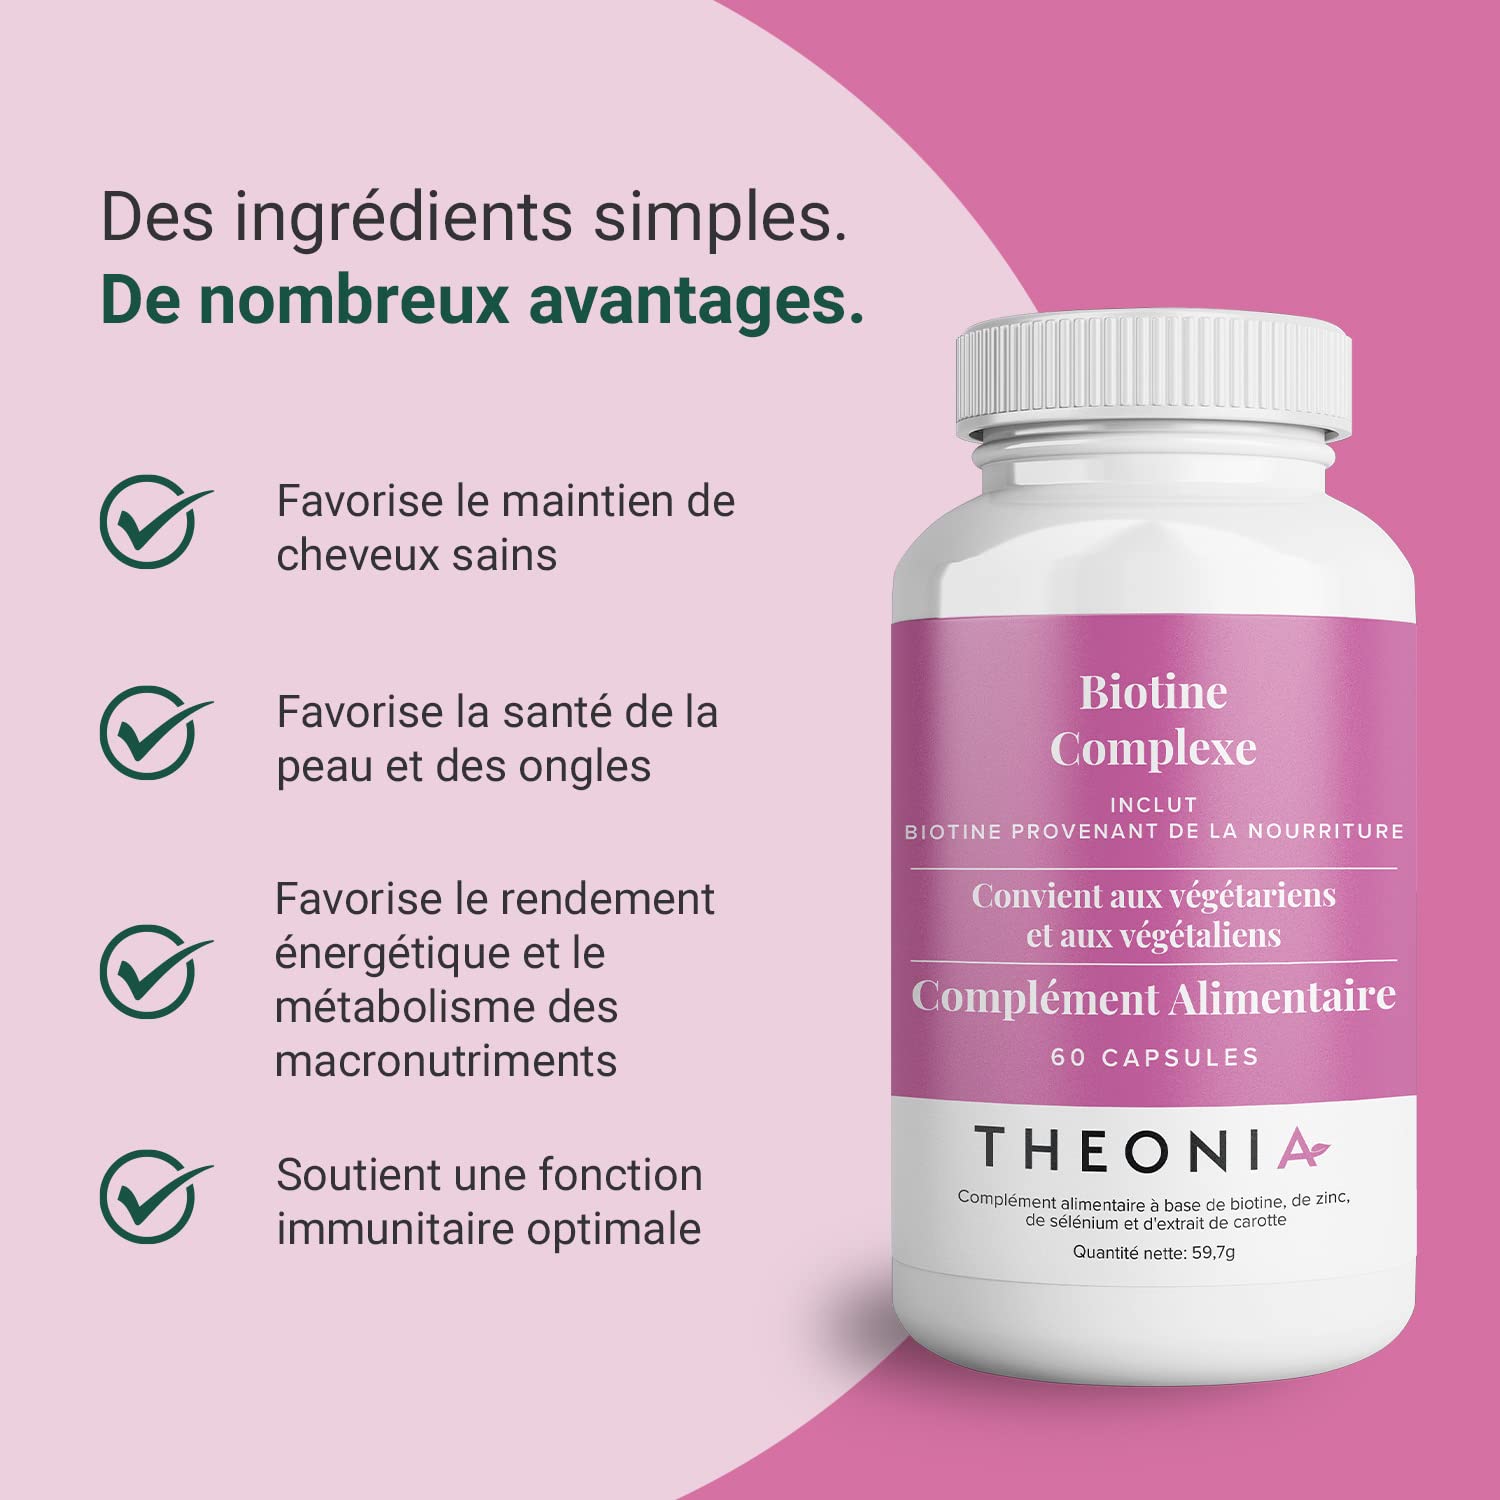 Des ingrédients simples.
De nombreux avantages.
Favorise le maintien de
cheveux sains
Favorise la santé de la
peau et des ongles
Favorise le rendement
énergétique et le
métabolisme des
macronutriments
Soutient une fonction
immunitaire optimale
Biotine
Complexe
INCLUT
BIOTINE PROVENANT DE LA NOURRITURE
Convient aux végétariens
et aux végétaliens
Complément Alimentaire
60 CAPSULES
THEONIA
Complément alimentaire à base de biotine, de zinc,
de sélénium et d'extrait de carotte
Quantité nette: 59,7g